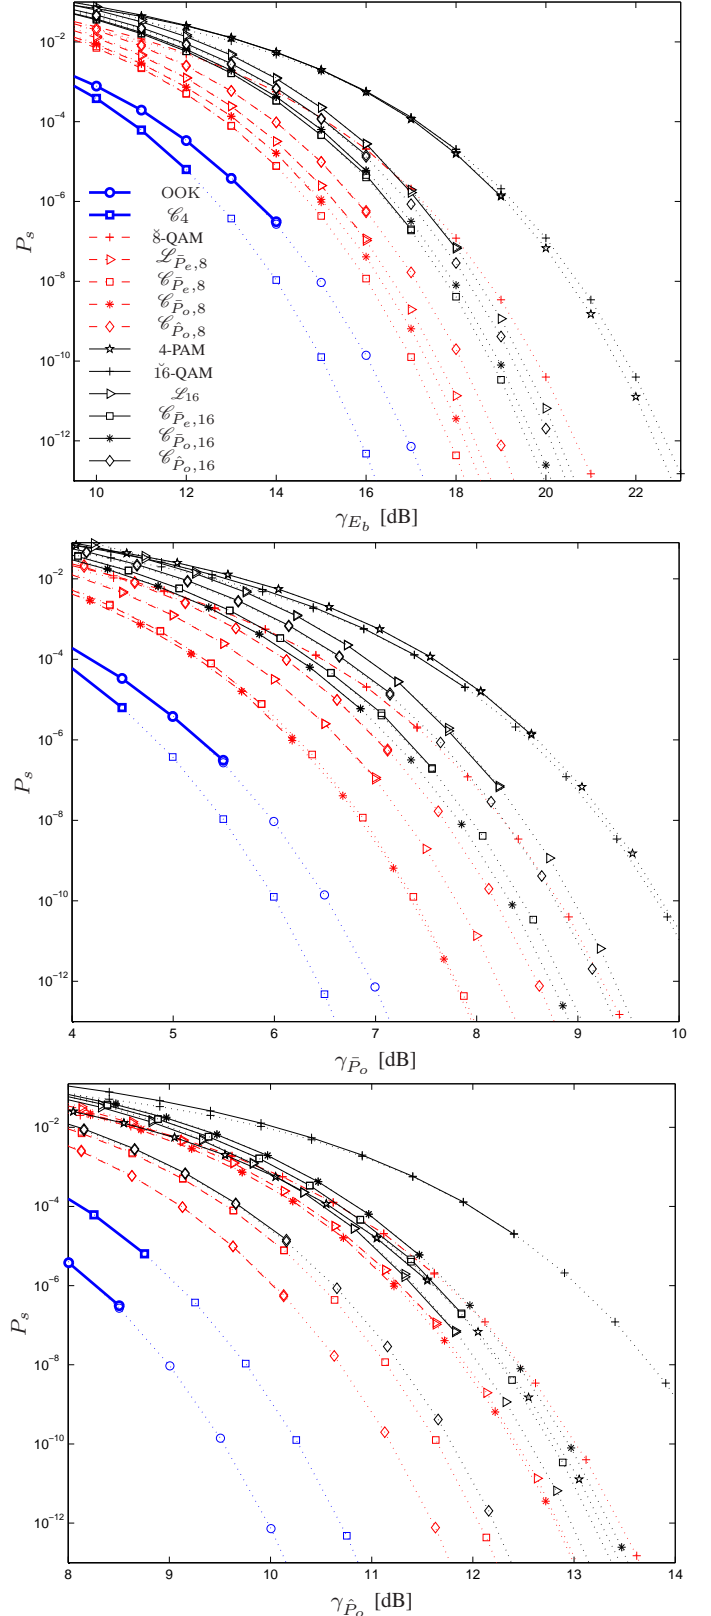 10⁻²
10⁻⁴
10⁻⁶
10⁻⁸
10⁻¹⁰
10⁻¹²
P_s
OOK
𝒞₄
8̆-QAM
ℒ_{P̄_e,8}
𝒞_{P̄_e,8}
𝒞_{P̄_o,8}
𝒞_{P̂_o,8}
4-PAM
1̆6-QAM
ℒ₁₆
𝒞_{P̄_e,16}
𝒞_{P̄_o,16}
𝒞_{P̂_o,16}
10 12 14 16 18 20 22
γ_{E_b} [dB]
10⁻²
10⁻⁴
10⁻⁶
10⁻⁸
10⁻¹⁰
10⁻¹²
P_s
4 5 6 7 8 9 10
γ_{P̄_o} [dB]
10⁻²
10⁻⁴
10⁻⁶
10⁻⁸
10⁻¹⁰
10⁻¹²
P_s
8 9 10 11 12 13 14
γ_{P̂_o} [dB]